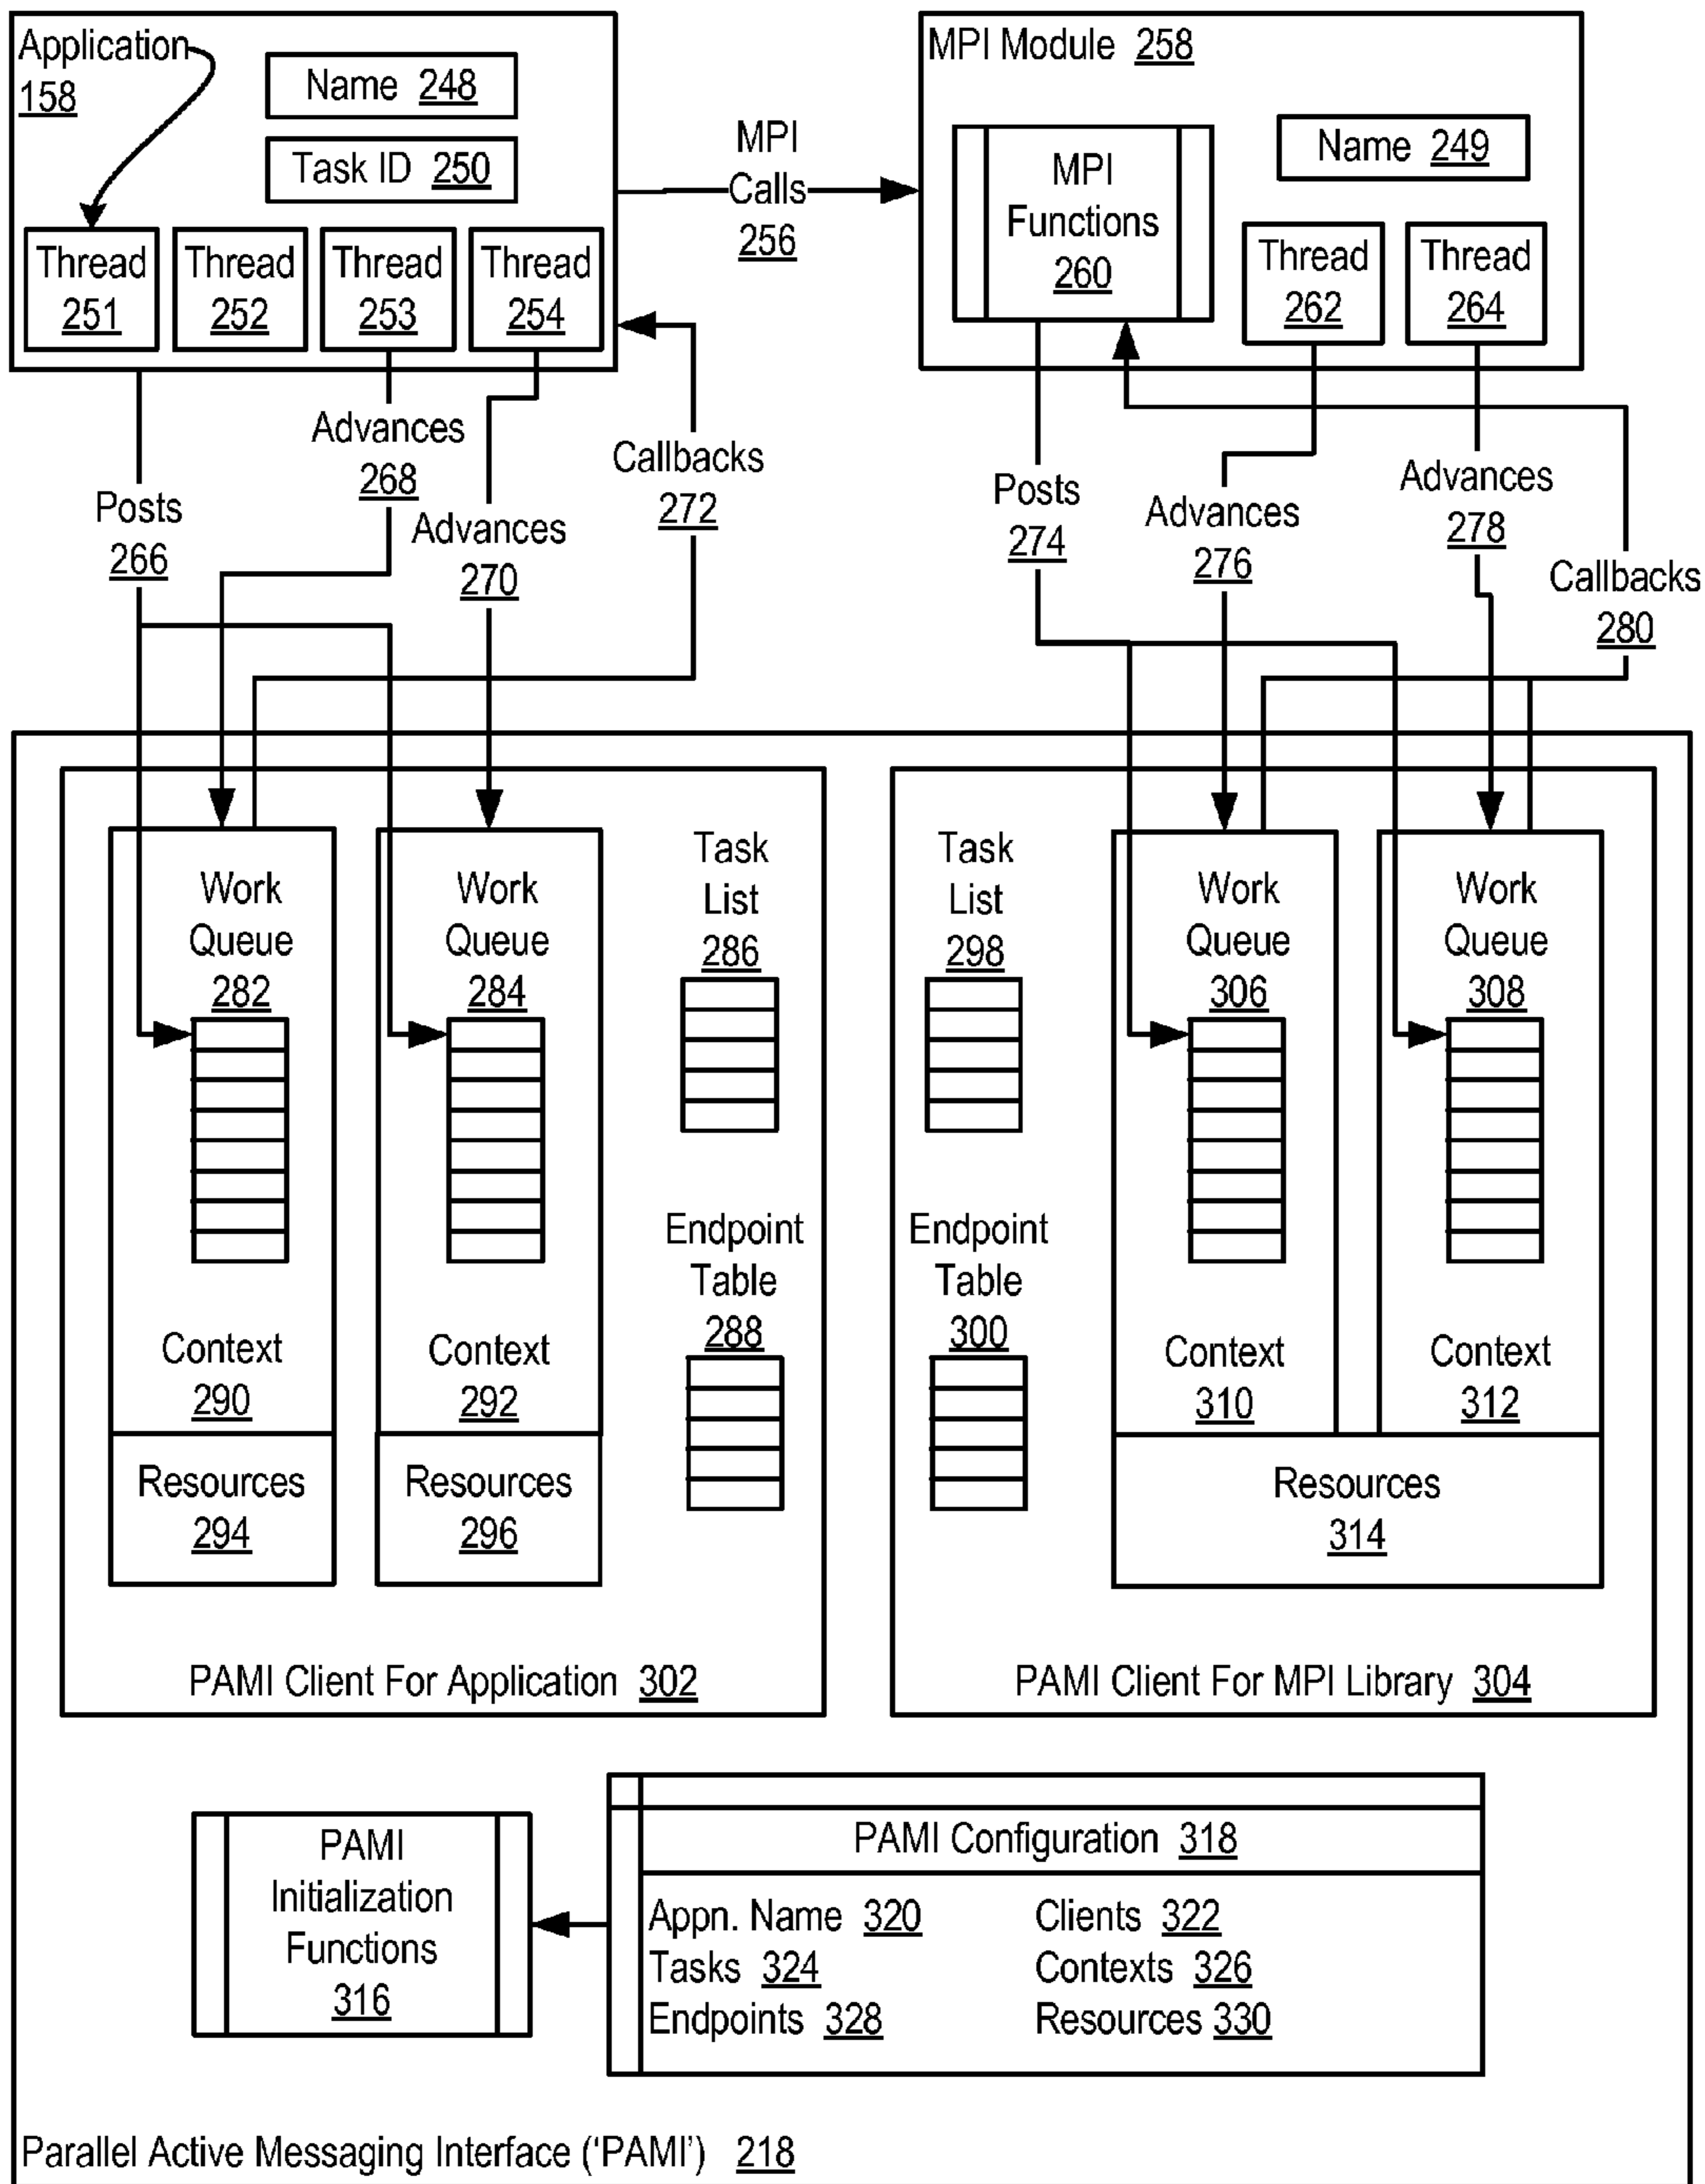 Application
158
Name 248
Task ID 250
Thread
251
Thread
252
Thread
253
Thread
254
MPI
Calls
256
MPI Module 258
MPI
Functions
260
Name 249
Thread
262
Thread
264
Posts
266
Advances
268
Advances
270
Callbacks
272
Posts
274
Advances
276
Advances
278
Callbacks
280
Work
Queue
282
Context
290
Resources
294
Work
Queue
284
Context
292
Resources
296
Task
List
286
Endpoint
Table
288
PAMI Client For Application 302
Task
List
298
Endpoint
Table
300
Work
Queue
306
Context
310
Work
Queue
308
Context
312
Resources
314
PAMI Client For MPI Library 304
PAMI
Initialization
Functions
316
PAMI Configuration 318
Appn. Name 320 Clients 322
Tasks 324 Contexts 326
Endpoints 328 Resources 330
Parallel Active Messaging Interface (‘PAMI’) 218